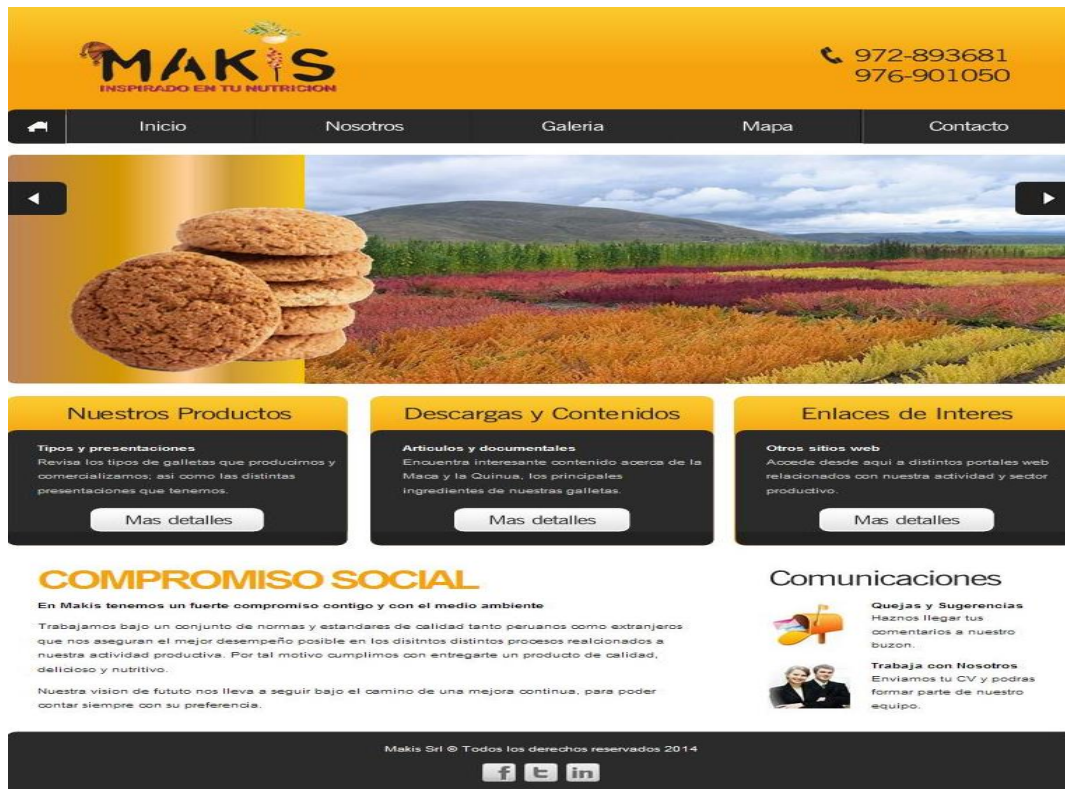 MAKIS
INSPIRADO EN TU NUTRICION
972-893681
976-901050
Inicio Nosotros Galeria Mapa Contacto
Nuestros Productos
Tipos y presentaciones
Revisa los tipos de galletas que producimos y
comercializamos; asi como las distintas
presentaciones que tenemos.
Mas detalles
Descargas y Contenidos
Articulos y documentales
Encuentra interesante contenido acerca de la
Maca y la Quinua, los principales
ingredientes de nuestras galletas.
Mas detalles
Enlaces de Interes
Otros sitios web
Accede desde aqui a distintos portales web
relacionados con nuestra actividad y sector
productivo.
Mas detalles
COMPROMISO SOCIAL
En Makis tenemos un fuerte compromiso contigo y con el medio ambiente
Trabajamos bajo un conjunto de normas y estandares de calidad tanto peruanos como extranjeros
que nos aseguran el mejor desempeño posible en los disitntos distintos procesos realcionados a
nuestra actividad productiva. Por tal motivo cumplimos con entregarte un producto de calidad,
delicioso y nutritivo.
Nuestra vision de fututo nos lleva a seguir bajo el camino de una mejora continua, para poder
contar siempre con su preferencia.
Comunicaciones
Quejas y Sugerencias
Haznos llegar tus
comentarios a nuestro
buzon.
Trabaja con Nosotros
Envianos tu CV y podras
formar parte de nuestro
equipo.
Makis Srl ® Todos los derechos reservados 2014
f t in